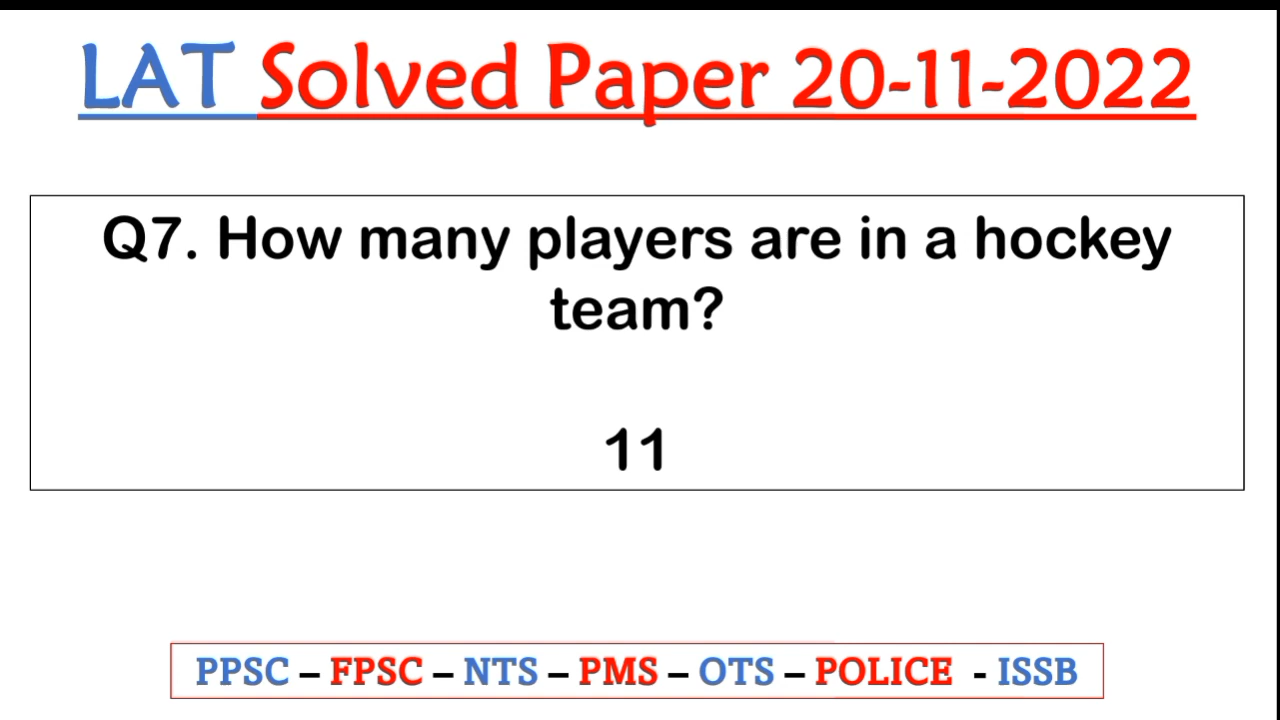 LAT Solved Paper 20-11-2022
Q7. How many players are in a hockey
team?
11
PPSC – FPSC – NTS – PMS – OTS – POLICE - ISSB